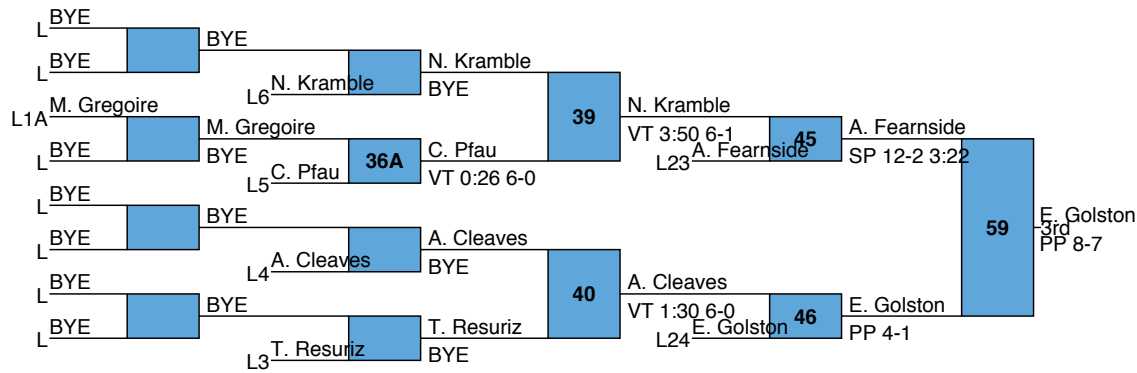 L BYE
BYE
L BYE
N. Kramble
L6 N. Kramble
BYE
39
N. Kramble
VT 3:50 6-1
L1A M. Gregoire
M. Gregoire
L BYE
BYE
36A
C. Pfau
L5 C. Pfau
VT 0:26 6-0
45
A. Fearnside
L23 A. Fearnside
SP 12-2 3:22
L BYE
BYE
L BYE
A. Cleaves
L4 A. Cleaves
BYE
40
A. Cleaves
VT 1:30 6-0
L BYE
BYE
L BYE
T. Resuriz
L3 T. Resuriz
BYE
46
E. Golston
L24 E. Golston
PP 4-1
59
E. Golston
3rd
PP 8-7